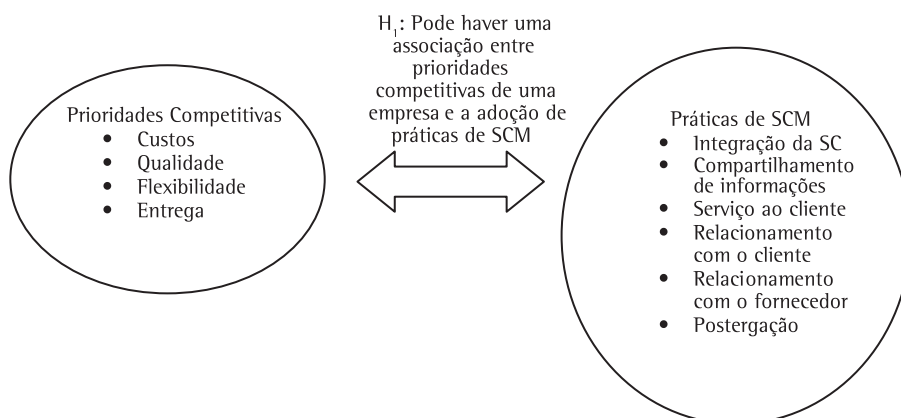 H₁: Pode haver uma
associação entre
prioridades
competitivas de uma
empresa e a adoção de
práticas de SCM
Prioridades Competitivas
• Custos
• Qualidade
• Flexibilidade
• Entrega
Práticas de SCM
• Integração da SC
• Compartilhamento
de informações
• Serviço ao cliente
• Relacionamento
com o cliente
• Relacionamento
com o fornecedor
• Postergação